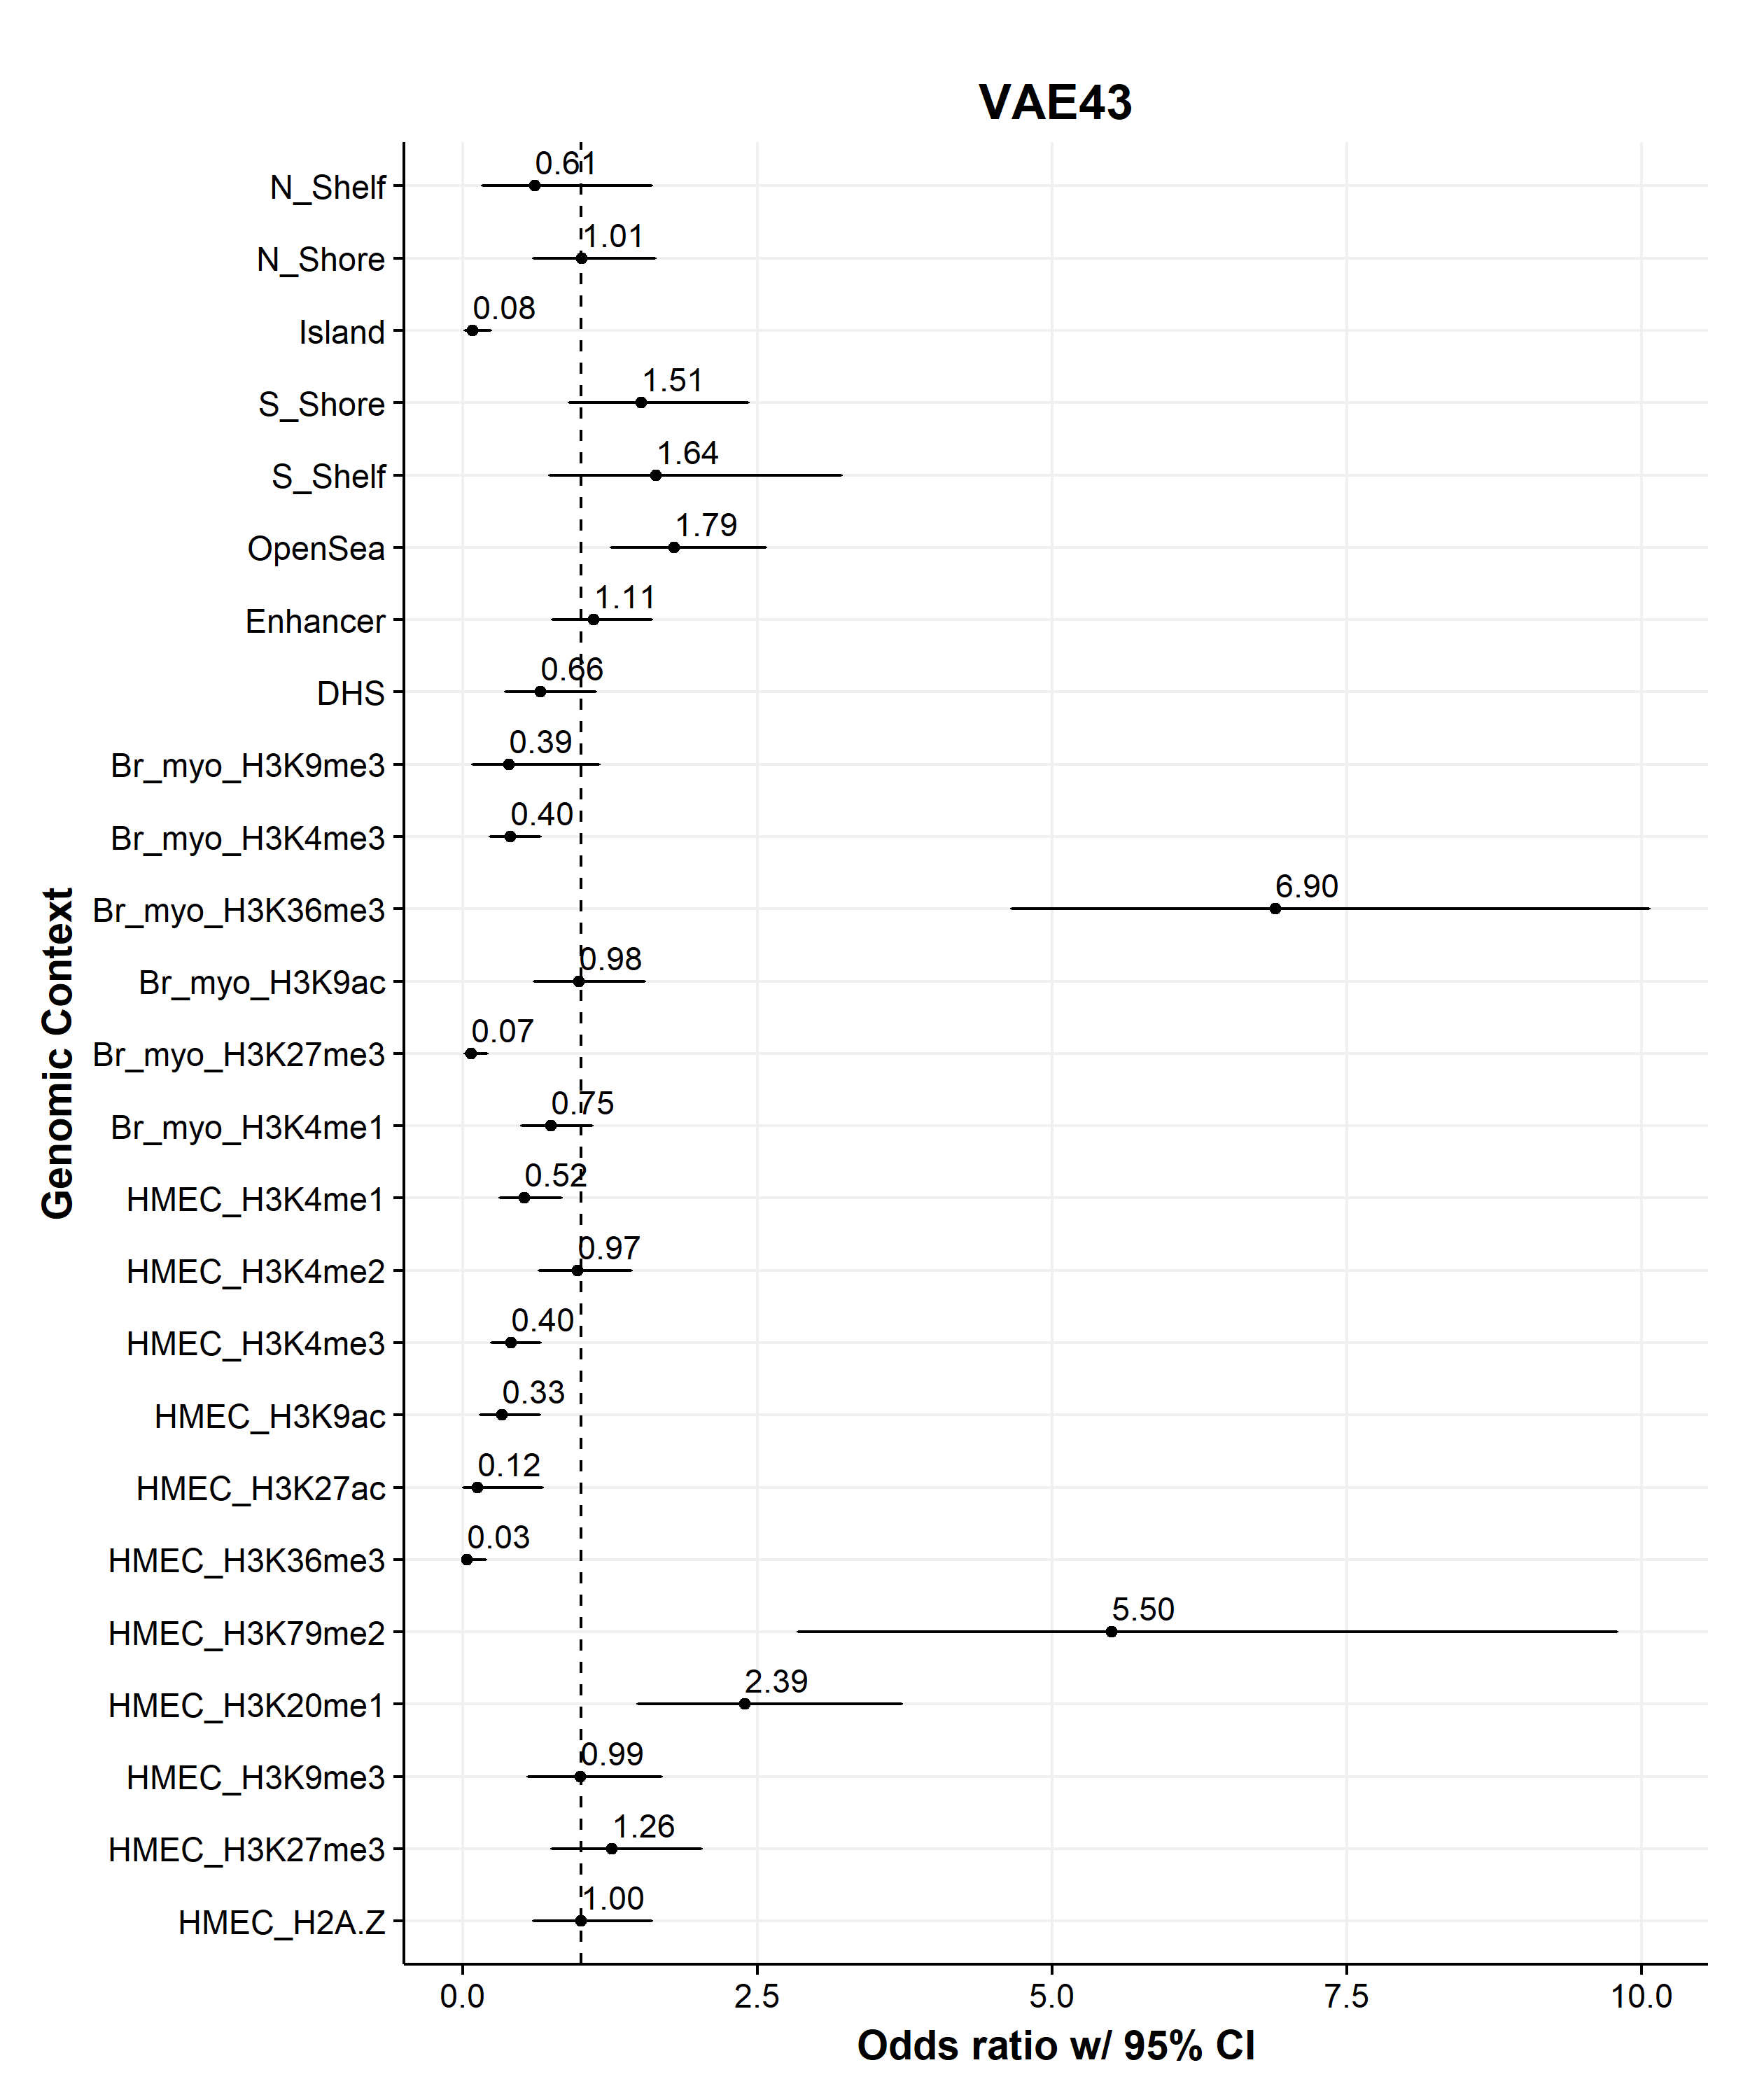 VAE43
N_Shelf 0.61
N_Shore 1.01
Island 0.08
S_Shore 1.51
S_Shelf 1.64
OpenSea 1.79
Enhancer 1.11
DHS 0.66
Br_myo_H3K9me3 0.39
Br_myo_H3K4me3 0.40
Br_myo_H3K36me3 6.90
Br_myo_H3K9ac 0.98
Br_myo_H3K27me3 0.07
Br_myo_H3K4me1 0.75
HMEC_H3K4me1 0.52
HMEC_H3K4me2 0.97
HMEC_H3K4me3 0.40
HMEC_H3K9ac 0.33
HMEC_H3K27ac 0.12
HMEC_H3K36me3 0.03
HMEC_H3K79me2 5.50
HMEC_H3K20me1 2.39
HMEC_H3K9me3 0.99
HMEC_H3K27me3 1.26
HMEC_H2A.Z 1.00
Genomic Context
0.0 2.5 5.0 7.5 10.0
Odds ratio w/ 95% CI